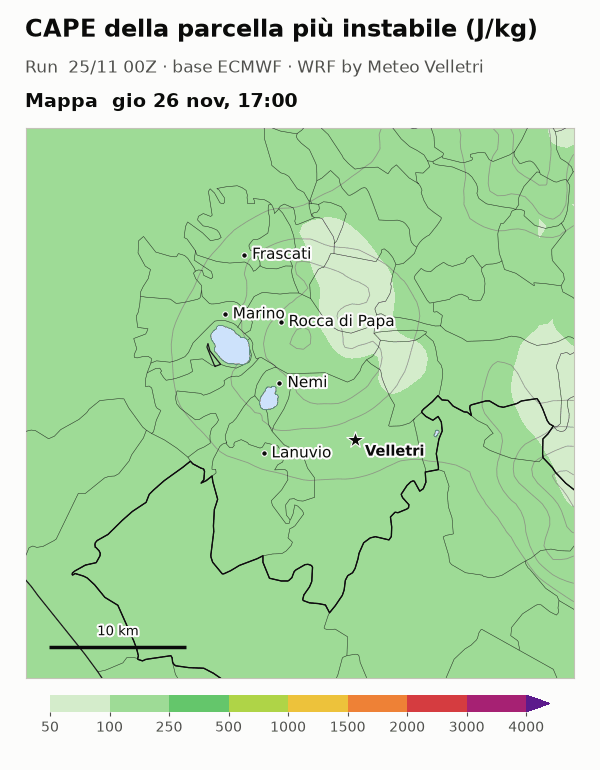 CAPE della parcella più instabile (J/kg)
Run  25/11 00Z · base ECMWF · WRF by Meteo Velletri
Mappa  gio 26 nov, 17:00
Frascati
Marino
Rocca di Papa
Nemi
Velletri
Lanuvio
10 km
50 100 250 500 1000 1500 2000 3000 4000